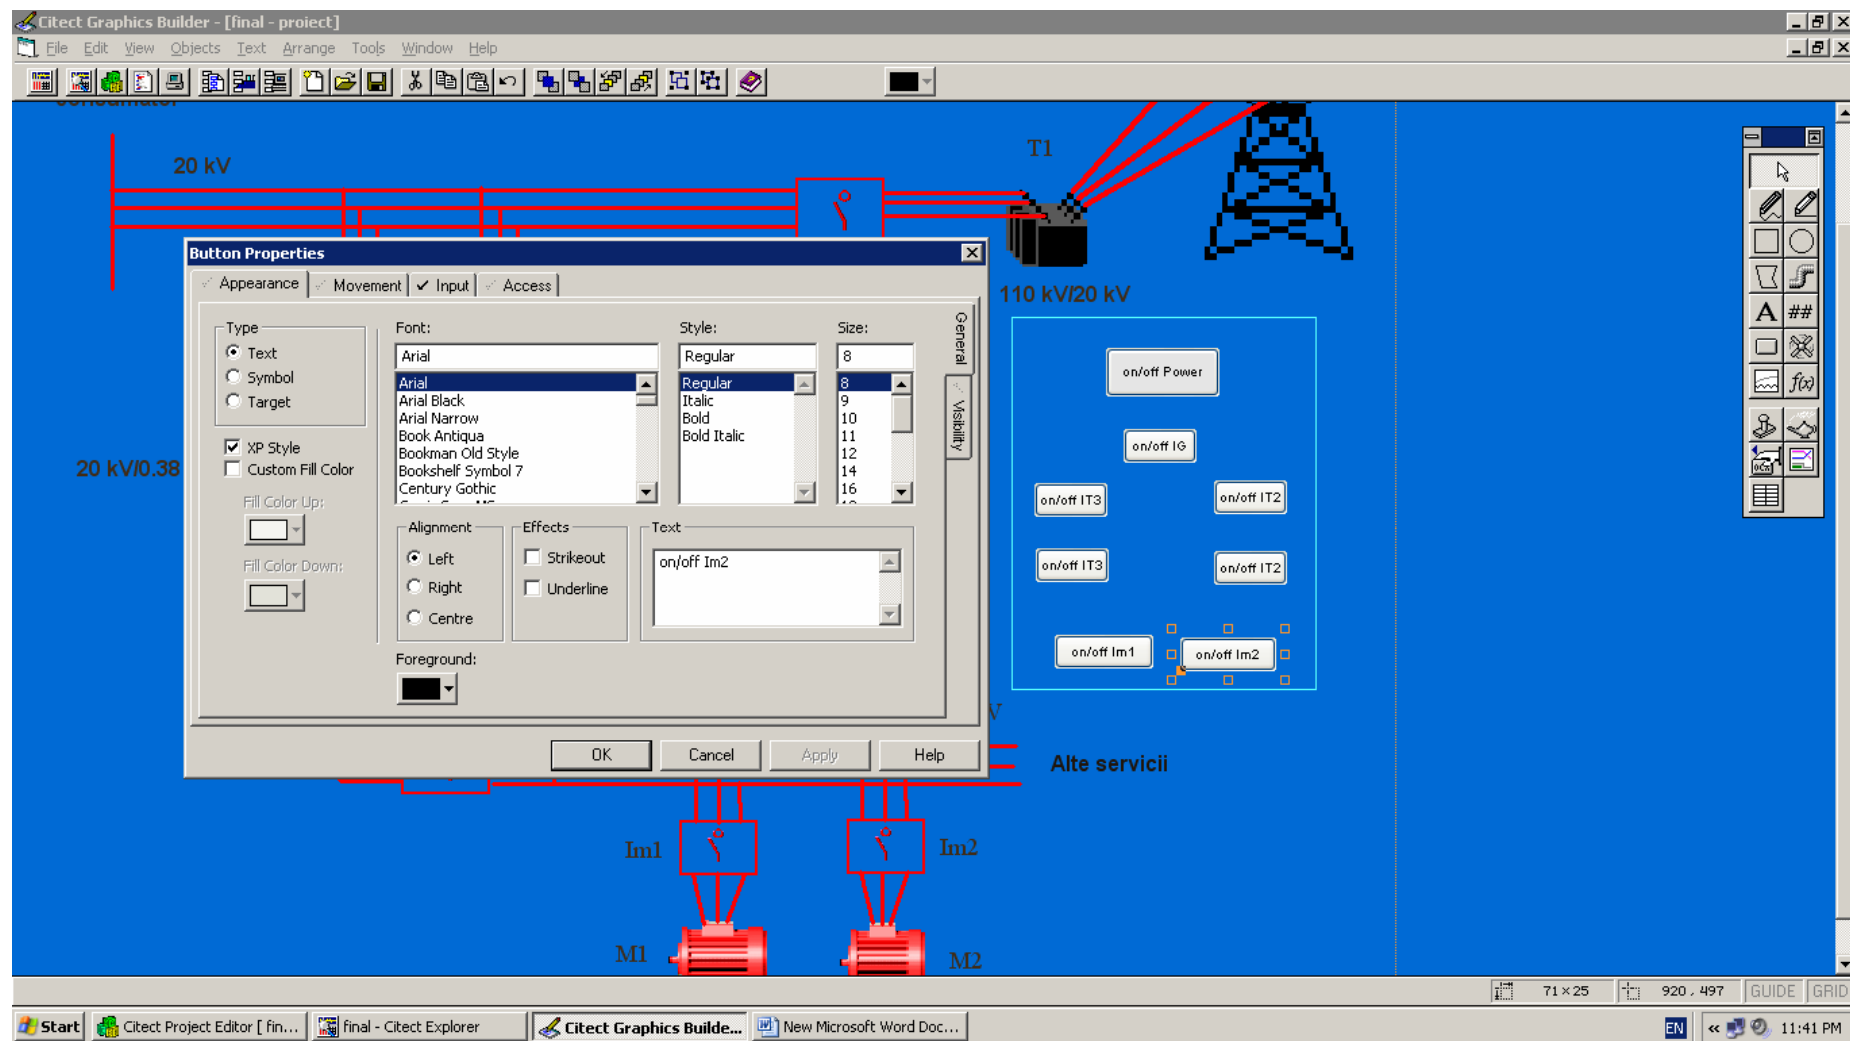 Citect Graphics Builder - [final - proiect]
File Edit View Objects Text Arrange Tools Window Help
consumator
20 kV
T1
110 kV/20 kV
20 kV/0.38
Button Properties
Appearance Movement Input Access
General
Visibility
Type
Text
Symbol
Target
XP Style
Custom Fill Color
Fill Color Up:
Fill Color Down:
Font:
Arial
Arial
Arial Black
Arial Narrow
Book Antiqua
Bookman Old Style
Bookshelf Symbol 7
Century Gothic
Style:
Regular
Regular
Italic
Bold
Bold Italic
Size:
8
8
9
10
11
12
14
16
Alignment
Left
Right
Centre
Effects
Strikeout
Underline
Text
on/off Im2
Foreground:
OK Cancel Apply Help
on/off Power
on/off IG
on/off IT3
on/off IT2
on/off IT3
on/off IT2
on/off Im1
on/off Im2
V
Alte servicii
Im1
Im2
M1
M2
A ##
f(x)
71×25 920 , 497 GUIDE GRID
Start Citect Project Editor [ fin... final - Citect Explorer Citect Graphics Builde... New Microsoft Word Doc... EN « 11:41 PM